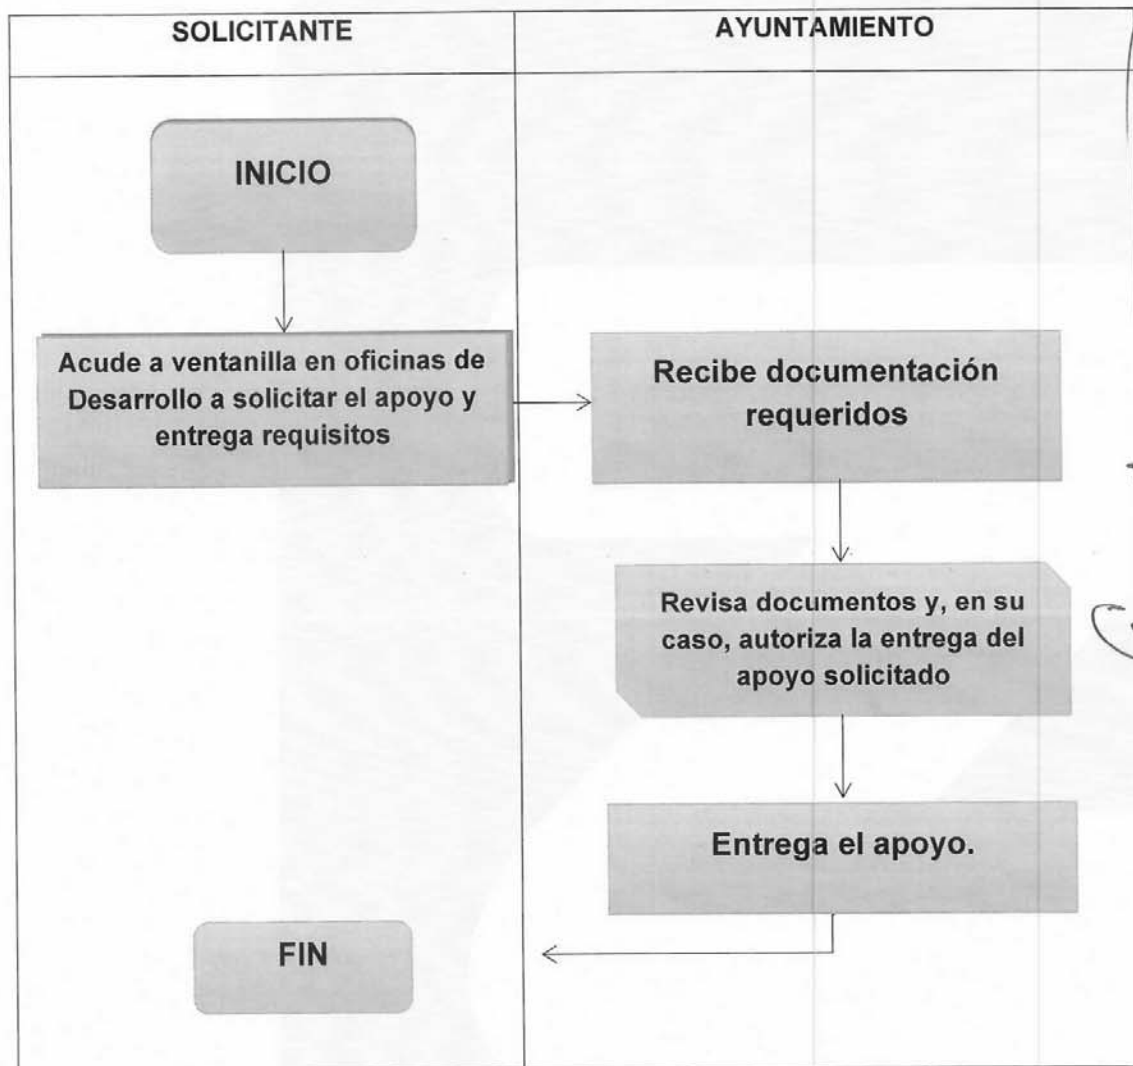 SOLICITANTE
AYUNTAMIENTO
INICIO
Acude a ventanilla en oficinas de
Desarrollo a solicitar el apoyo y
entrega requisitos
Recibe documentación
requeridos
Revisa documentos y, en su
caso, autoriza la entrega del
apoyo solicitado
Entrega el apoyo.
FIN